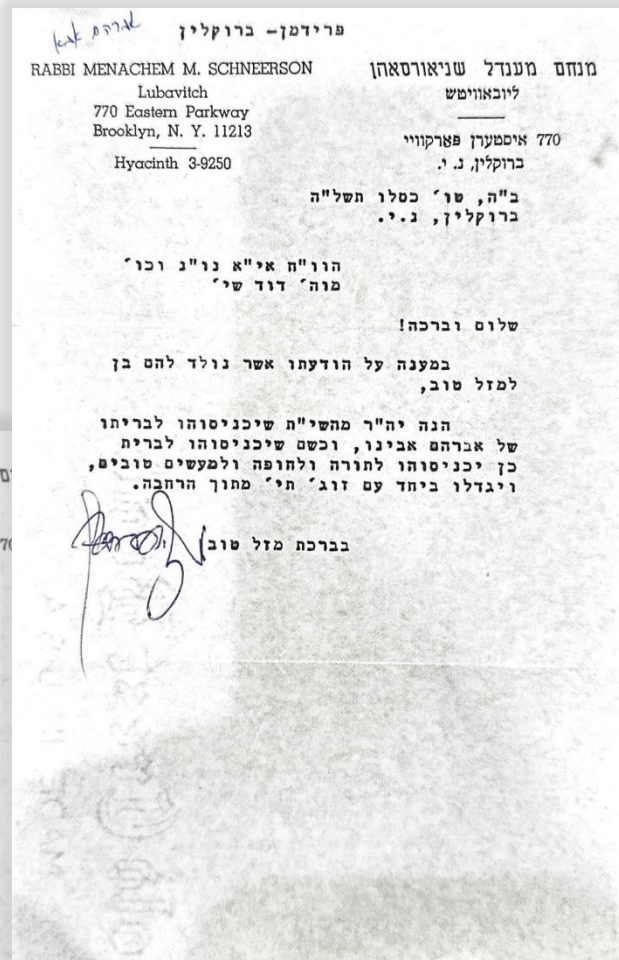 אברהם אבא
פרידמן- ברוקלין
RABBI MENACHEM M. SCHNEERSON
Lubavitch
770 Eastern Parkway
Brooklyn, N. Y. 11213
Hyacinth 3-9250
מנחם מענדל שניאורסאהן
ליובאוויטש
770 איסטערן פארקוויי
ברוקלין, נ. י.
ב"ה, טו׳ כסלו תשל"ה
ברוקלין, נ.י.
הוו"ח אי"א נו"נ וכו׳
מוה׳ דוד שי׳
שלום וברכה!
במענה על הודעתו אשר נולד להם בן
למזל טוב,
הנה יה"ר מהשי"ת שיכניסוהו לבריתו
של אברהם אבינו, וכשם שיכניסוהו לברית
כן יכניסוהו לתורה ולחופה ולמעשים טובים,
ויגדלו ביחד עם זוג׳ תי׳ מתוך הרחבה.
בברכת מזל טוב